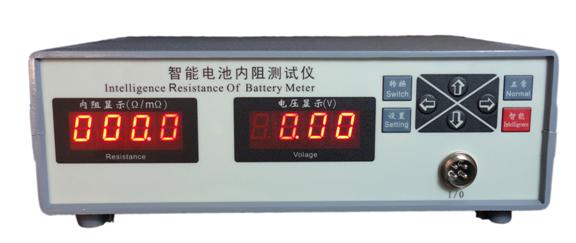 智能电池内阻测试仪
Intelligence Resistance Of Battery Meter
内阻显示(Ω/mΩ)
000.0
Resistance
电压显示(V)
0.00
Volage
转换
Switch
正常
Normal
设置
Setting
智能
Intelligence
I/0